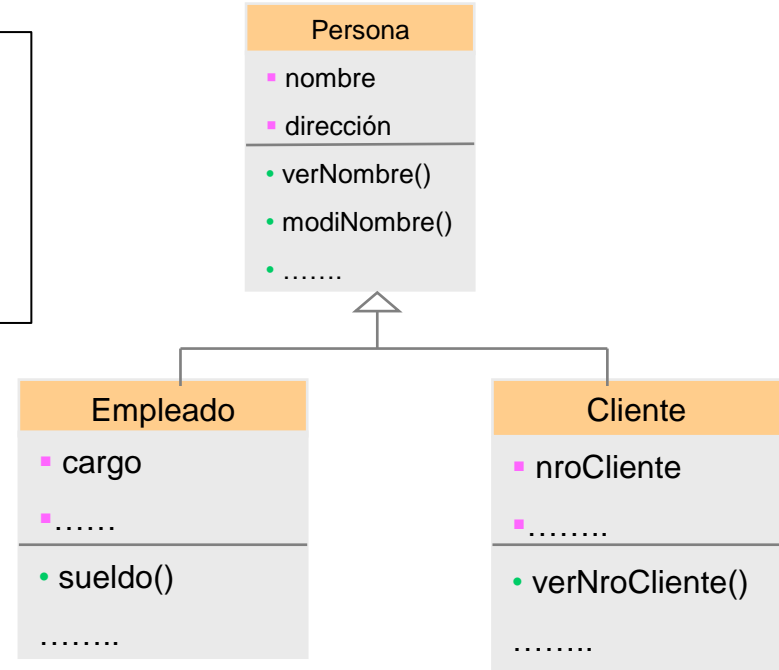 Persona
▪ nombre
▪ dirección
• verNombre()
• modiNombre()
• …….
Empleado
▪ cargo
▪……
• sueldo()
……..
Cliente
▪ nroCliente
▪……..
• verNroCliente()
……..